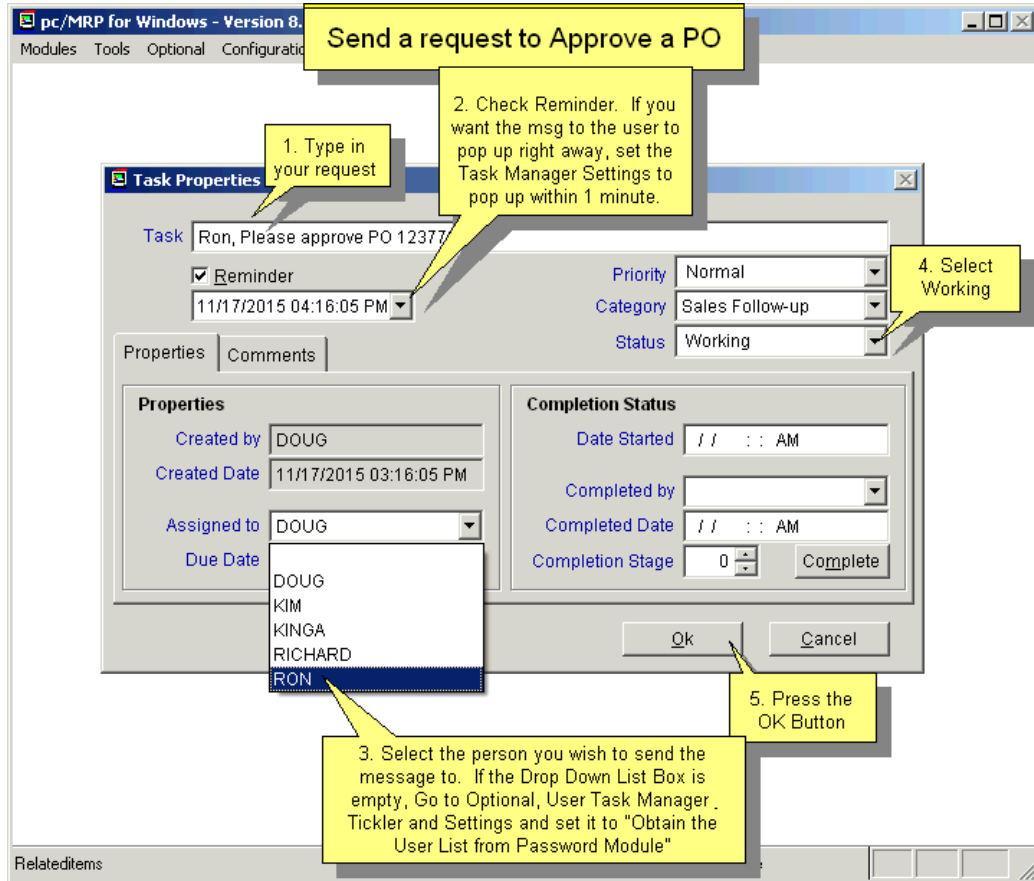 pc/MRP for Windows - Version 8.
Modules Tools Optional Configuratio
Send a request to Approve a PO
2. Check Reminder. If you
want the msg to the user to
pop up right away, set the
Task Manager Settings to
pop up within 1 minute.
1. Type in
your request
Task Properties
Task Ron, Please approve PO 12377
Reminder
11/17/2015 04:16:05 PM
Priority Normal
Category Sales Follow-up
Status Working
4. Select
Working
Properties Comments
Properties
Created by DOUG
Created Date 11/17/2015 03:16:05 PM
Assigned to DOUG
Due Date
DOUG
KIM
KINGA
RICHARD
RON
Completion Status
Date Started / / : : AM
Completed by
Completed Date / / : : AM
Completion Stage 0 Complete
Ok Cancel
5. Press the
OK Button
3. Select the person you wish to send the
message to. If the Drop Down List Box is
empty, Go to Optional, User Task Manager
Tickler and Settings and set it to "Obtain the
User List from Password Module"
Relateditems